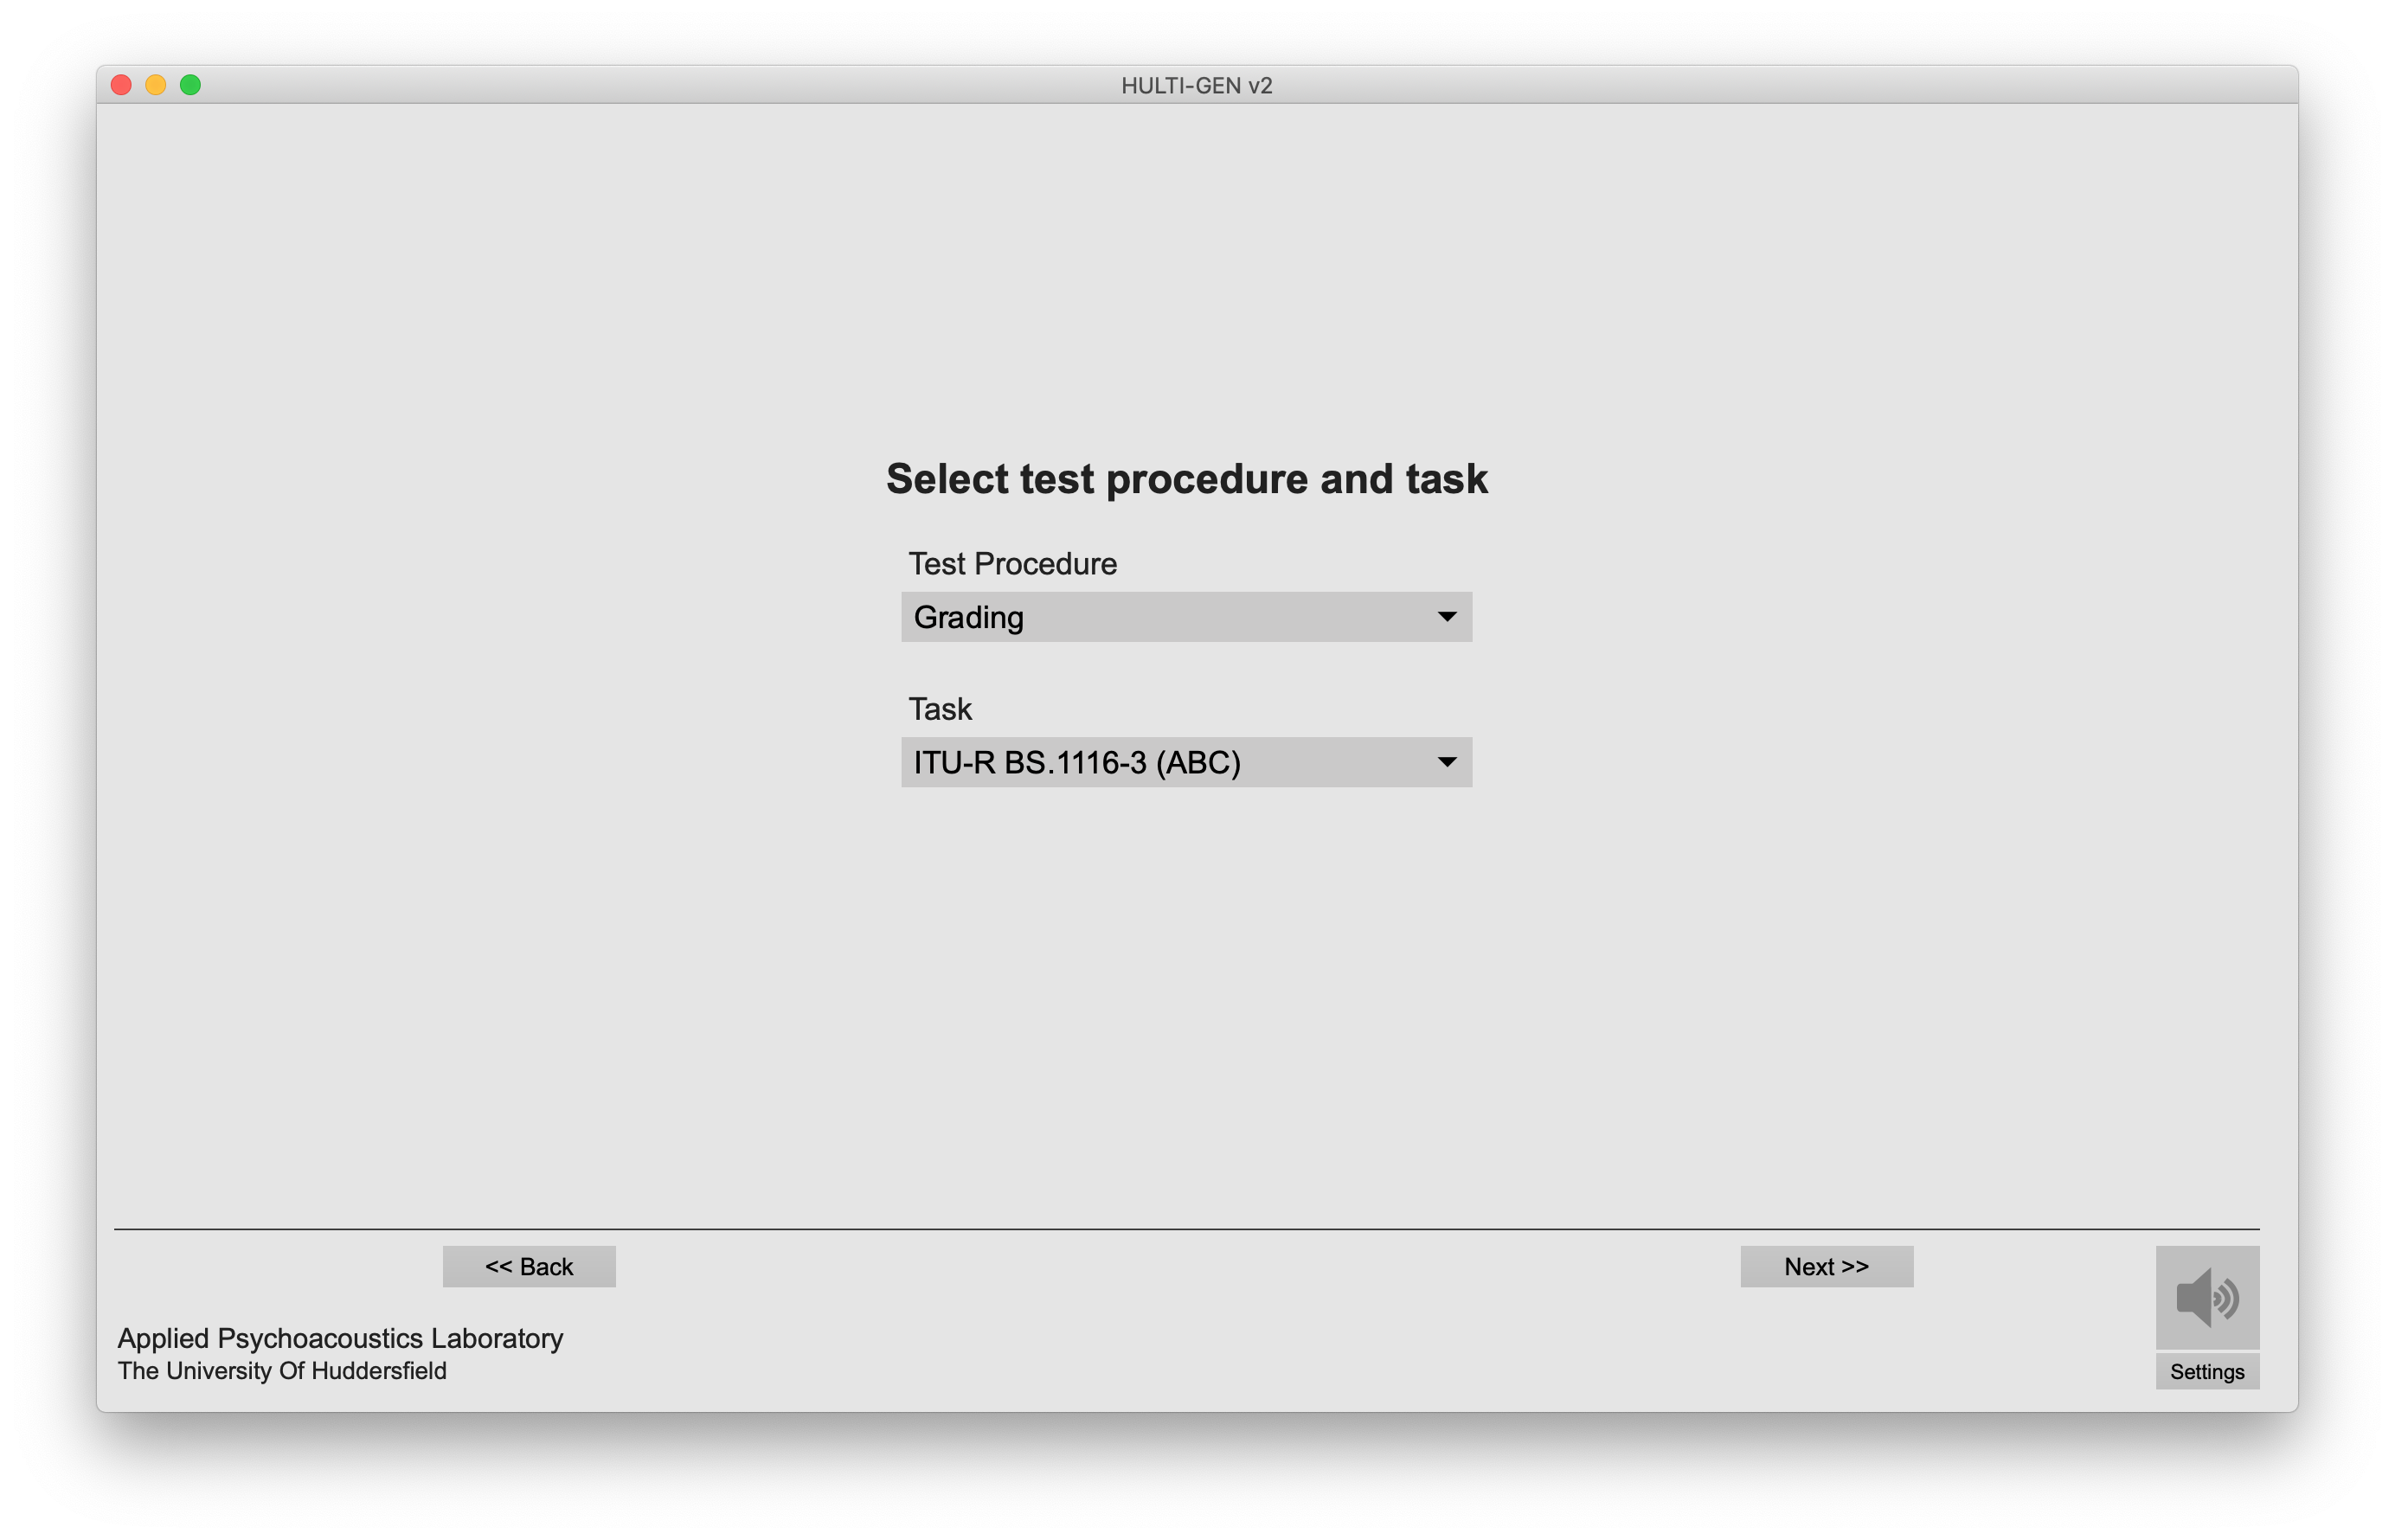 HULTI-GEN v2
Select test procedure and task
Test Procedure
Grading
Task
ITU-R BS.1116-3 (ABC)
<< Back
Next >>
Applied Psychoacoustics Laboratory
The University Of Huddersfield
Settings